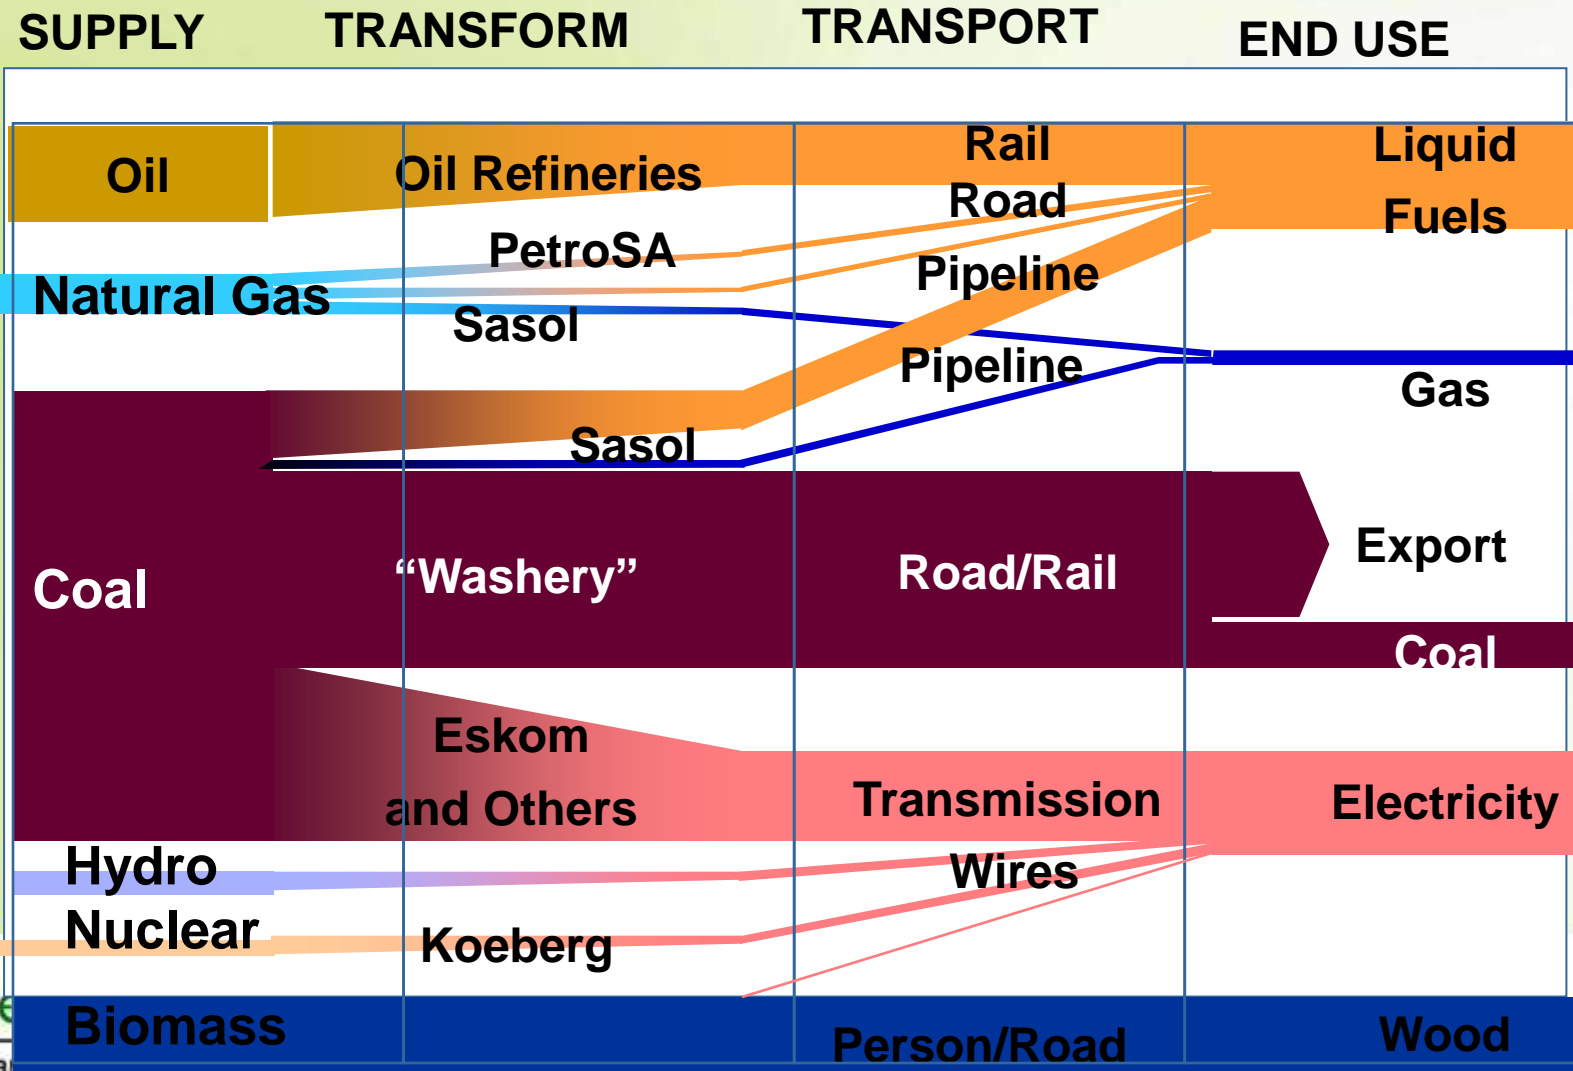 SUPPLY TRANSFORM TRANSPORT END USE
Oil
Oil Refineries
Rail
Road
Liquid
Fuels
PetroSA
Natural Gas
Pipeline
Sasol
Pipeline
Gas
Sasol
Coal
“Washery”
Road/Rail
Export
Coal
Eskom
and Others
Transmission
Wires
Electricity
Hydro
Nuclear
Koeberg
Biomass
Person/Road
Wood